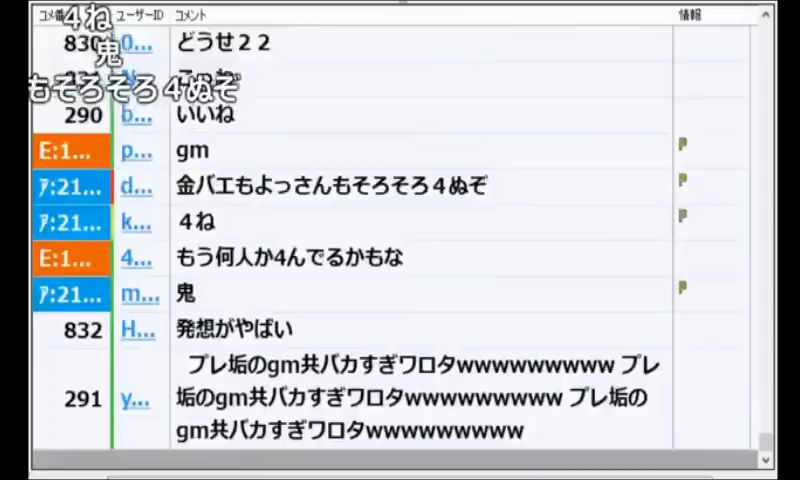 コメ番 ユーザーID コメント 情報
４ね
830 0... どうせ２２
鬼
もそろそろ４ぬぞ
290 b... いいね
E:1... p... gm
ｱ:21... d... 金バエもよっさんもそろそろ４ぬぞ
ｱ:21... k... ４ね
E:1... 4... もう何人か4んでるかもな
ｱ:21... m... 鬼
832 H... 発想がやばい
291 y... プレ垢のgm共バカすぎワロタwwwwwwwwww プレ
垢のgm共バカすぎワロタwwwwwwwwww プレ垢の
gm共バカすぎワロタwwwwwwwwww